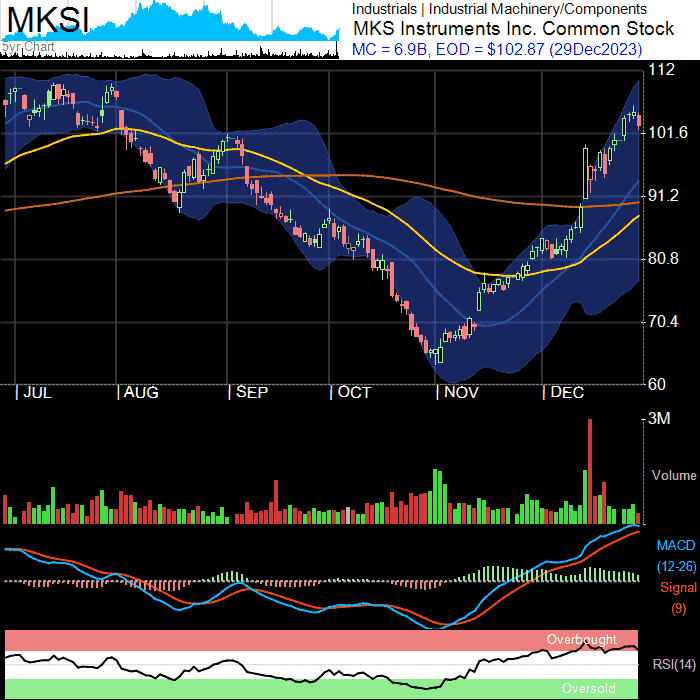 MKSI
5yr Chart
Industrials | Industrial Machinery/Components
MKS Instruments Inc. Common Stock
MC = 6.9B, EOD = $102.87 (29Dec2023)
112
101.6
91.2
80.8
70.4
60
JUL AUG SEP OCT NOV DEC
3M
Volume
MACD
(12-26)
Signal
(9)
Overbought
RSI(14)
Oversold